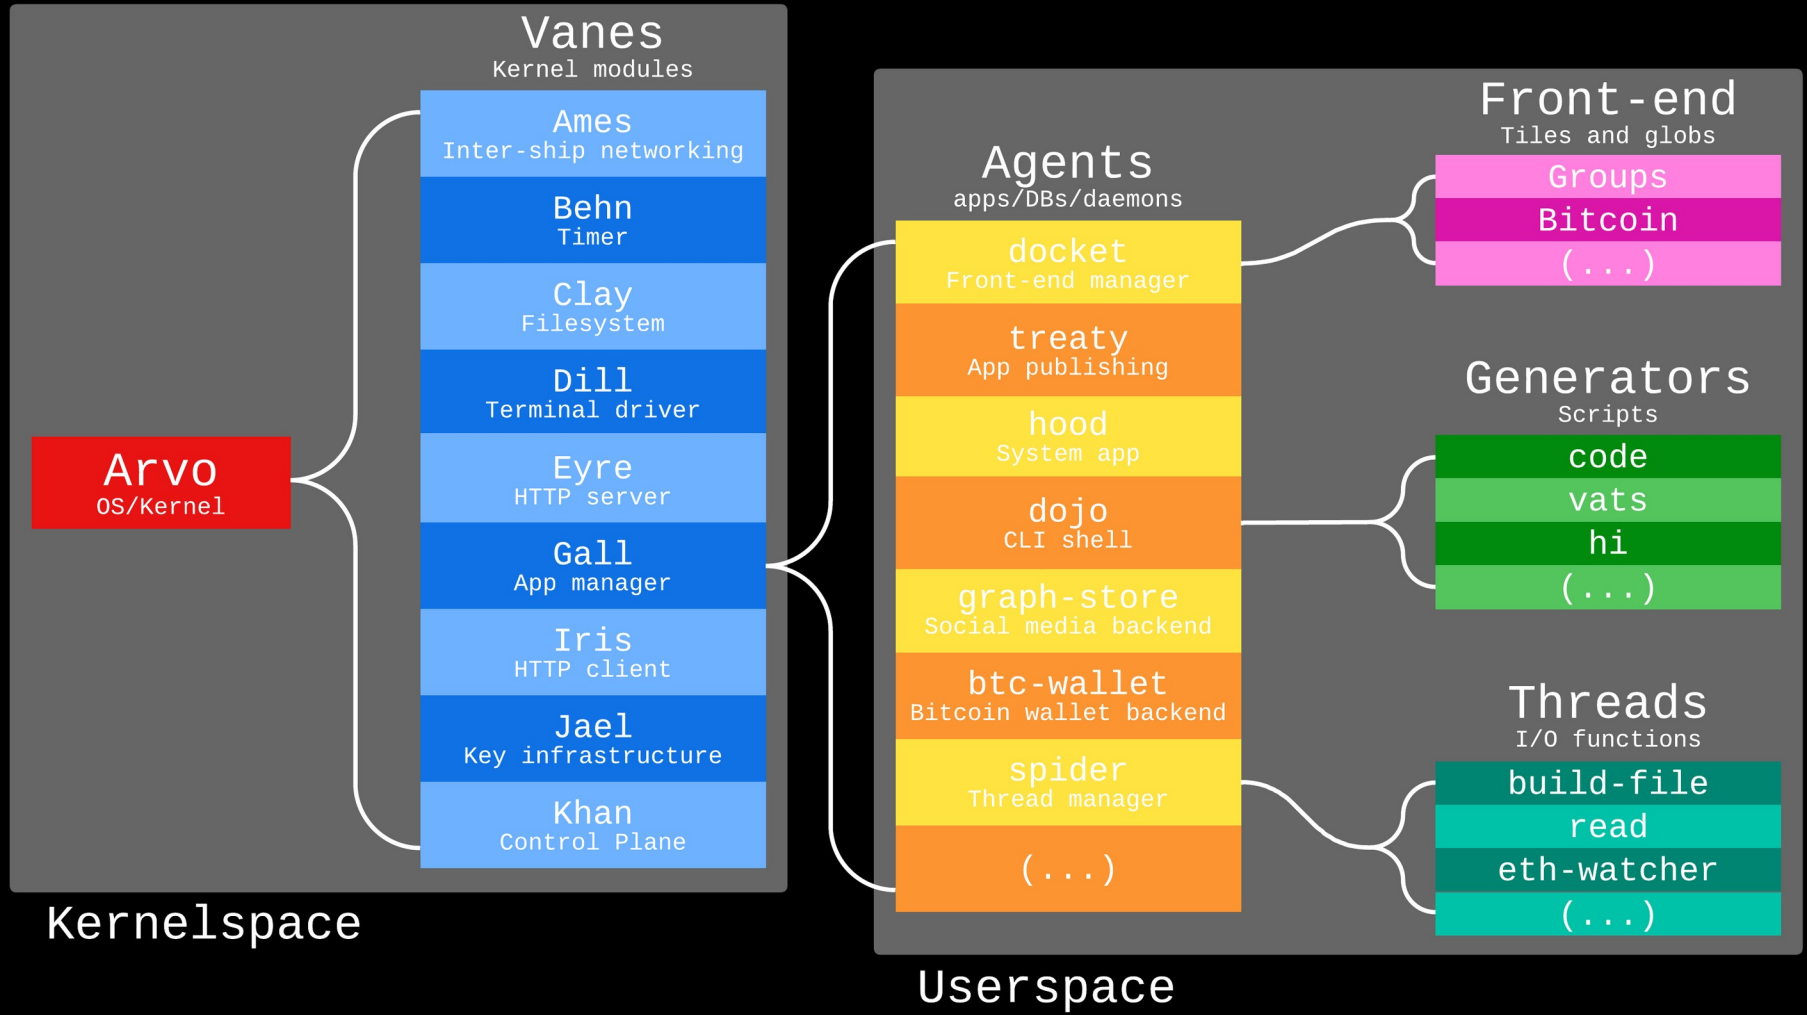 Vanes
Kernel modules
Ames
Inter-ship networking
Behn
Timer
Clay
Filesystem
Dill
Terminal driver
Eyre
HTTP server
Gall
App manager
Iris
HTTP client
Jael
Key infrastructure
Khan
Control Plane
Arvo
OS/Kernel
Kernelspace
Agents
apps/DBs/daemons
docket
Front-end manager
treaty
App publishing
hood
System app
dojo
CLI shell
graph-store
Social media backend
btc-wallet
Bitcoin wallet backend
spider
Thread manager
(...)
Front-end
Tiles and globs
Groups
Bitcoin
(...)
Generators
Scripts
code
vats
hi
(...)
Threads
I/O functions
build-file
read
eth-watcher
(...)
Userspace